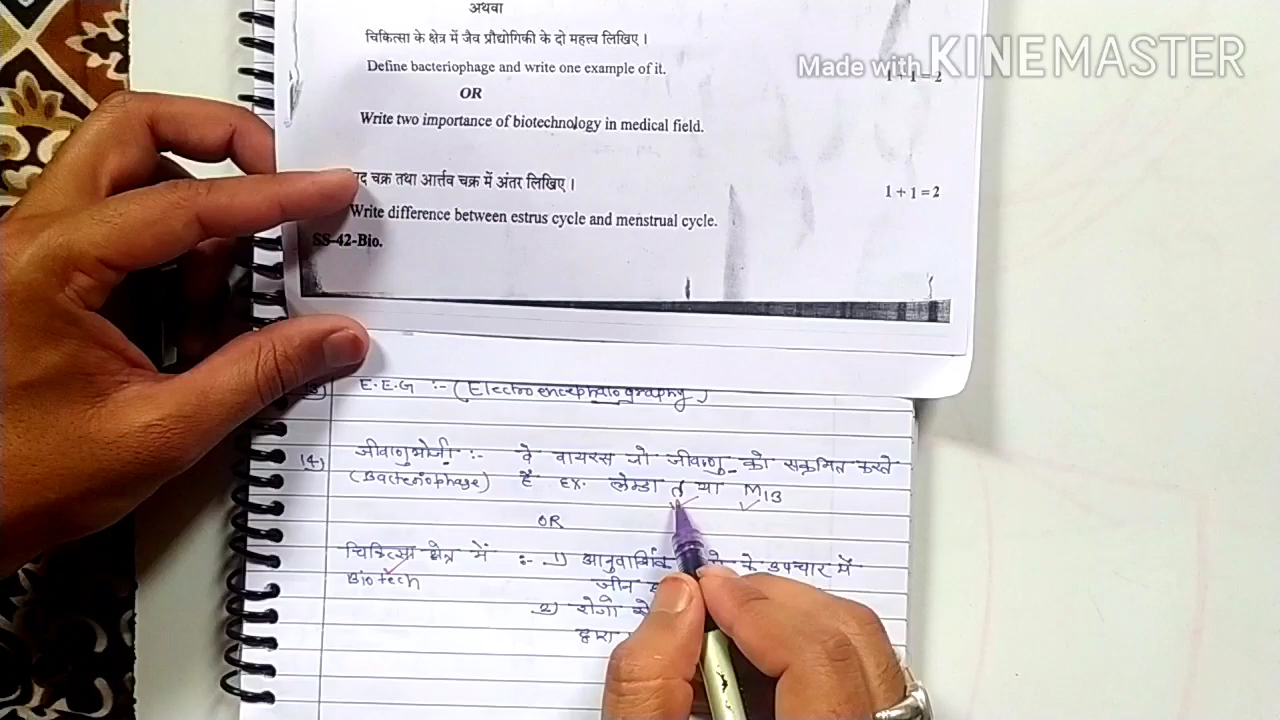 अथवा
चिकित्सा के क्षेत्र में जैव प्रौद्योगिकी के दो महत्त्व लिखिए ।
Made with KINEMASTER
Define bacteriophage and write one example of it.
1 + 1 = 2
OR
Write two importance of biotechnology in medical field.
चक्र तथा आर्त्तव चक्र में अंतर लिखिए ।
1 + 1 = 2
Write difference between estrus cycle and menstrual cycle.
SS-42-Bio.
E.E.G :- (Electroencephalography)
14) जीवाणुभोजी :- वे वायरस जो जीवाणु को सक्रमित करते
(Bacteriophage) है Ex. लेम्डा या M13
OR
चिकित्सा क्षेत्र में :- 1) आनुवांशिक के उपचार में
Biotech जीन
2) रोगो
द्वारा